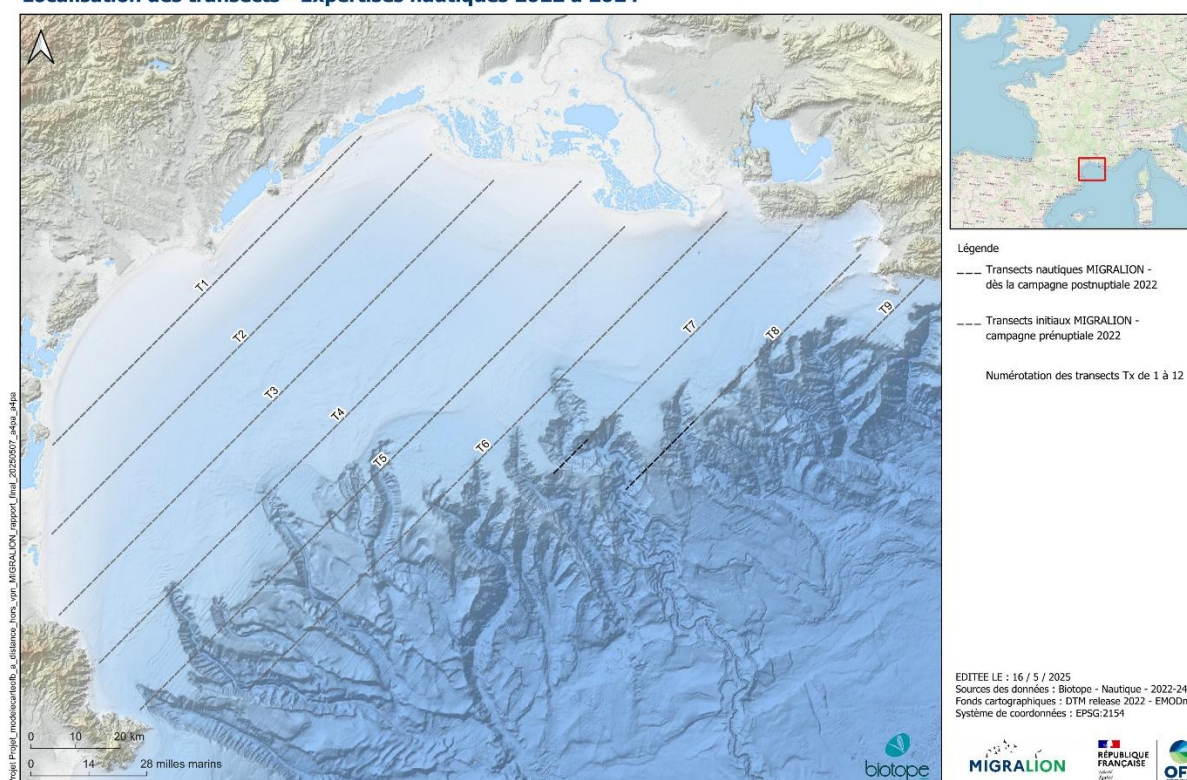 Localisation des transects - Expertises nautiques 2022 à 2024
T1
T2
T3
T4
T5
T6
T7
T8
T9
0 10 20 km
0 14 28 milles marins
biotope
Projet_modelecarteofb_a_distance_hors_vpn_MIGRALION_rapport_final_20250507_a4pa_a4pa
Légende
Transects nautiques MIGRALION -
dès la campagne postnuptiale 2022
Transects initiaux MIGRALION -
campagne prénuptiale 2022
Numérotation des transects Tx de 1 à 12
EDITEE LE : 16 / 5 / 2025
Sources des données : Biotope - Nautique - 2022-24
Fonds cartographiques : DTM release 2022 - EMODn
Système de coordonnées : EPSG:2154
MIGRALION
RÉPUBLIQUE
FRANÇAISE
Liberté
Égalité